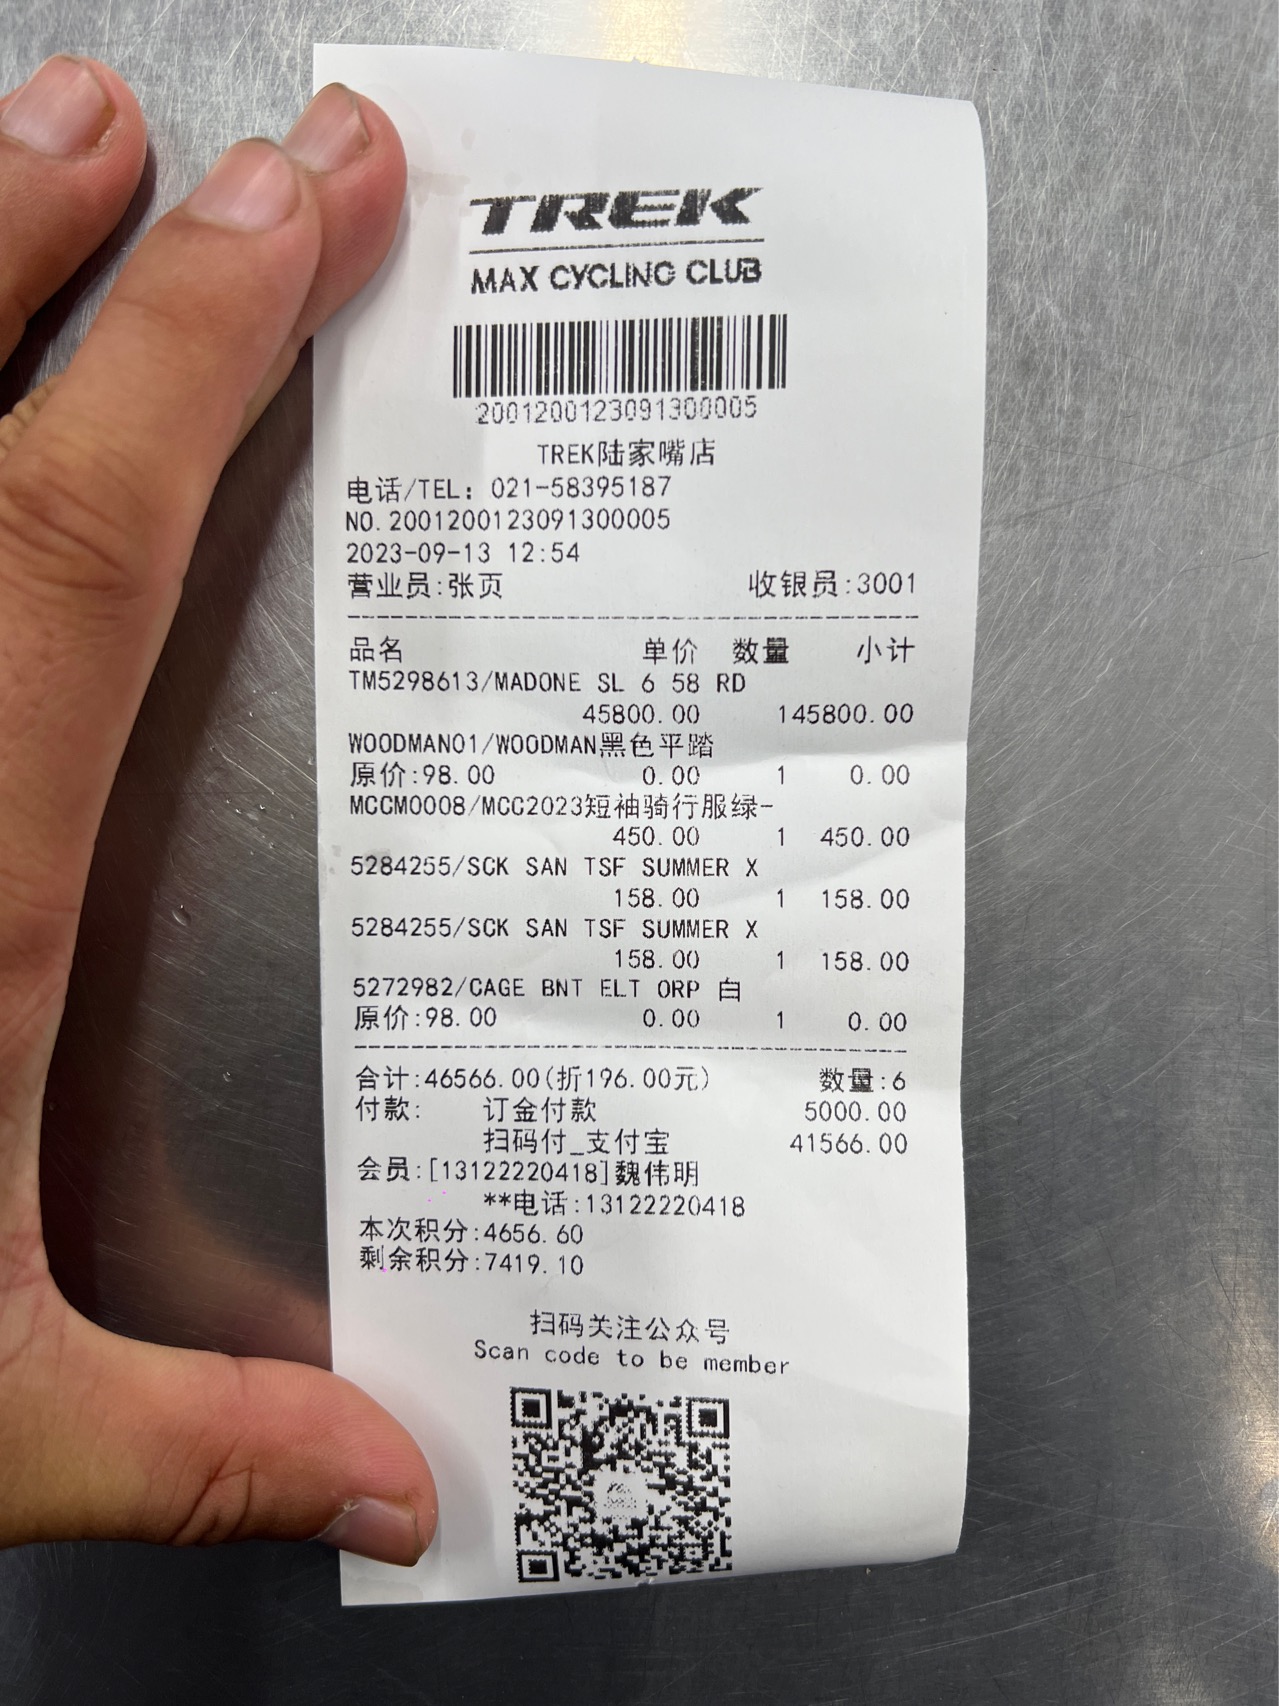 TREK
MAX CYCLING CLUB
2001200123091300005
TREK陆家嘴店
电话/TEL: 021-58395187
NO.2001200123091300005
2023-09-13 12:54
营业员:张页 收银员:3001
品名 单价 数量 小计
TM5298613/MADONE SL 6 58 RD
45800.00 145800.00
WOODMAN01/WOODMAN黑色平踏
原价:98.00 0.00 1 0.00
MCCM0008/MCC2023短袖骑行服绿-
450.00 1 450.00
5284255/SCK SAN TSF SUMMER X
158.00 1 158.00
5284255/SCK SAN TSF SUMMER X
158.00 1 158.00
5272982/CAGE BNT ELT ORP 白
原价:98.00 0.00 1 0.00
合计:46566.00(折196.00元) 数量:6
付款: 订金付款 5000.00
扫码付_支付宝 41566.00
会员:[13122220418]魏伟明
**电话:13122220418
本次积分:4656.60
剩余积分:7419.10
扫码关注公众号
Scan code to be member